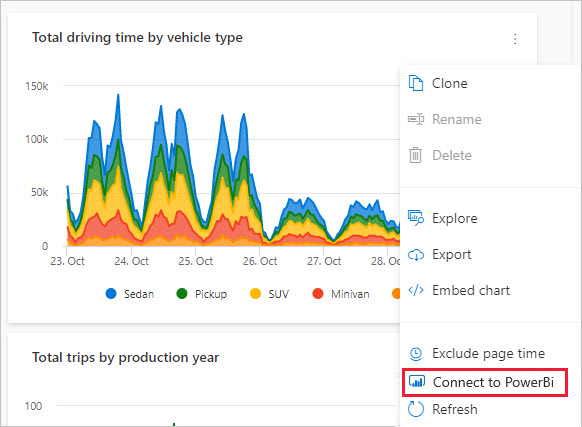 Total driving time by vehicle type
150k
100k
50k
0
23. Oct
24. Oct
25. Oct
26. Oct
27. Oct
28. Oct
Sedan
Pickup
SUV
Minivan
Clone
Rename
Delete
Explore
Export
Embed chart
Exclude page time
Connect to PowerBi
Refresh
Total trips by production year
100